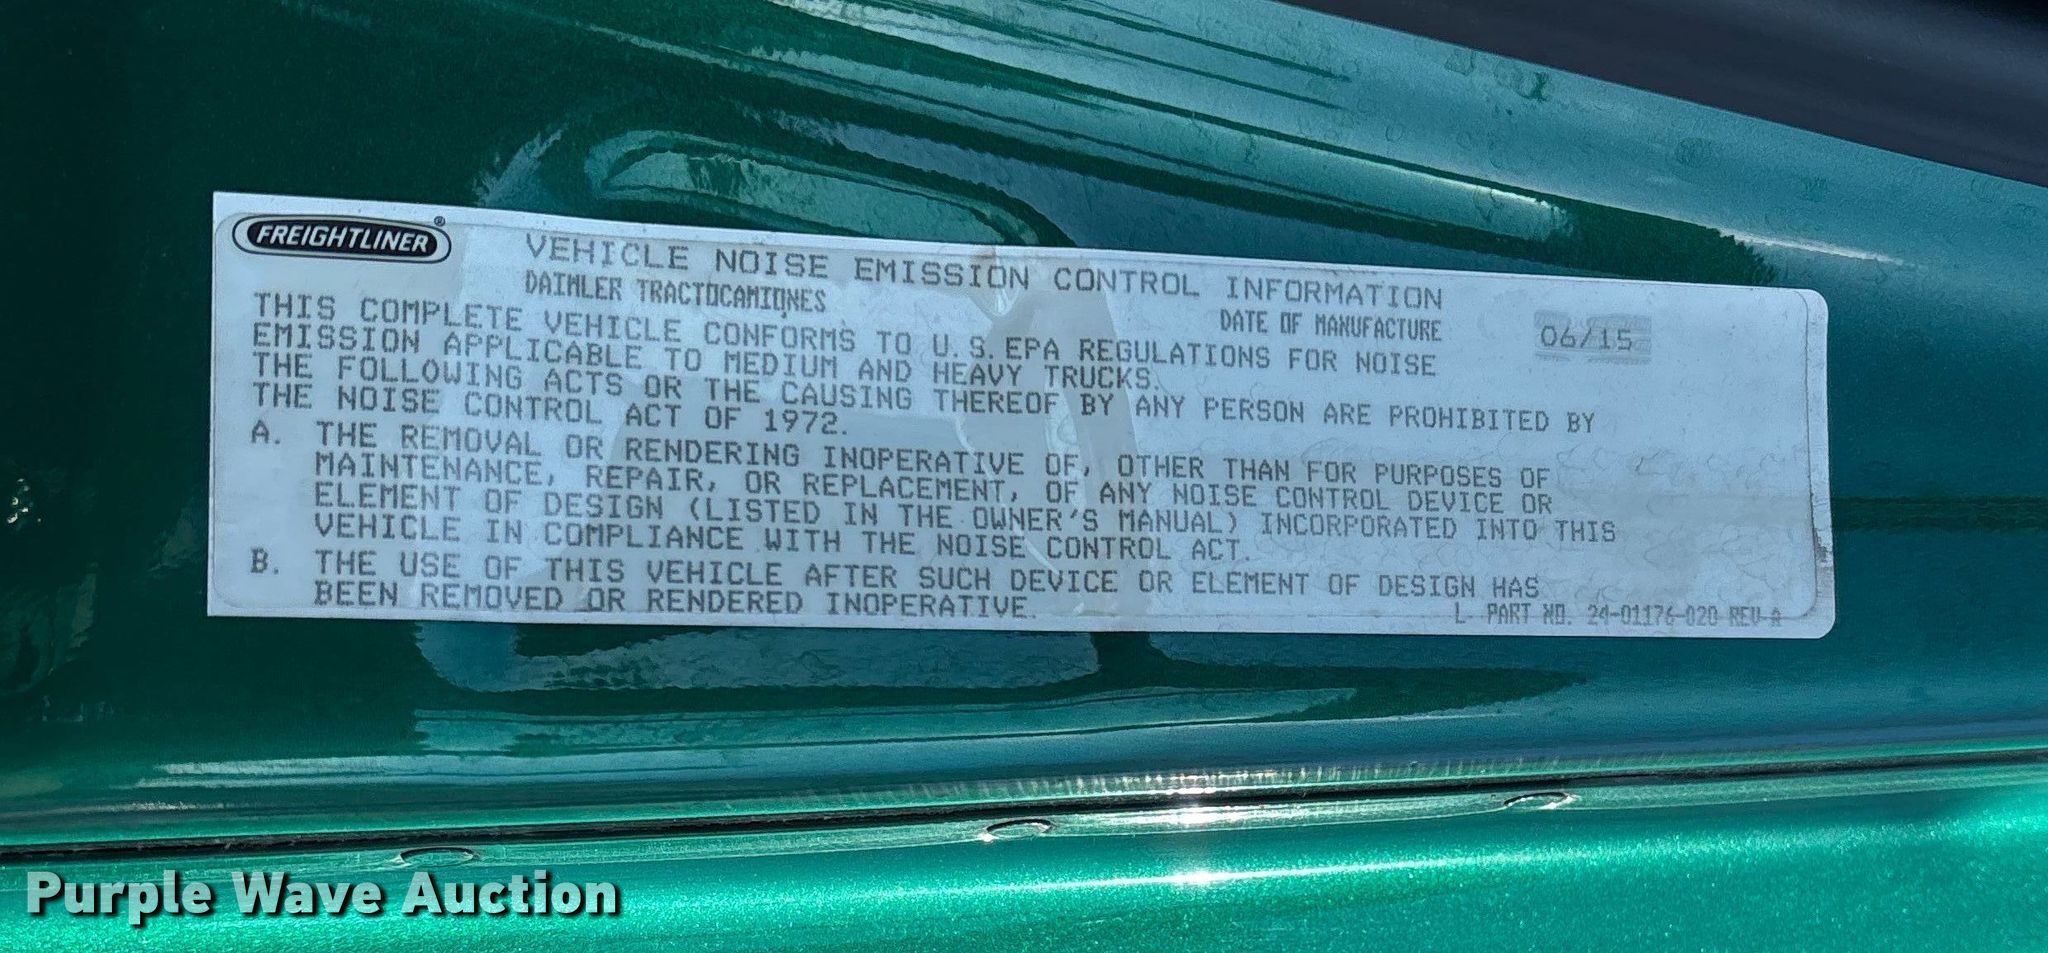 FREIGHTLINER®
VEHICLE NOISE EMISSION CONTROL INFORMATION
DAIMLER TRACTOCAMIONES
DATE OF MANUFACTURE 06/15
THIS COMPLETE VEHICLE CONFORMS TO U.S.EPA REGULATIONS FOR NOISE
EMISSION APPLICABLE TO MEDIUM AND HEAVY TRUCKS.
THE FOLLOWING ACTS OR THE CAUSING THEREOF BY ANY PERSON ARE PROHIBITED BY
THE NOISE CONTROL ACT OF 1972.
A. THE REMOVAL OR RENDERING INOPERATIVE OF, OTHER THAN FOR PURPOSES OF
MAINTENANCE, REPAIR, OR REPLACEMENT, OF ANY NOISE CONTROL DEVICE OR
ELEMENT OF DESIGN (LISTED IN THE OWNER'S MANUAL) INCORPORATED INTO THIS
VEHICLE IN COMPLIANCE WITH THE NOISE CONTROL ACT.
B. THE USE OF THIS VEHICLE AFTER SUCH DEVICE OR ELEMENT OF DESIGN HAS
BEEN REMOVED OR RENDERED INOPERATIVE.
L- PART NO. 24-01176-020 REV-A
Purple Wave Auction